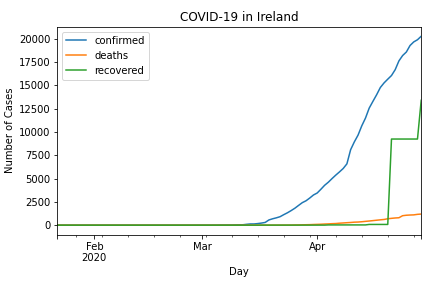 COVID-19 in Ireland
confirmed
deaths
recovered
Number of Cases
20000
17500
15000
12500
10000
7500
5000
2500
0
Feb
2020
Mar
Apr
Day